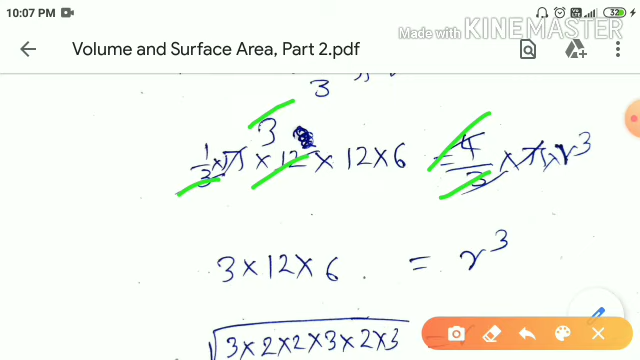 10:07 PM
32
Made with KINEMASTER
Volume and Surface Area, Part 2.pdf
3
3
1/3 × π × 12 × 12 × 6 = 4/3 × π × r³
3 × 12 × 6 = r³
√3×2×2×3×2×3